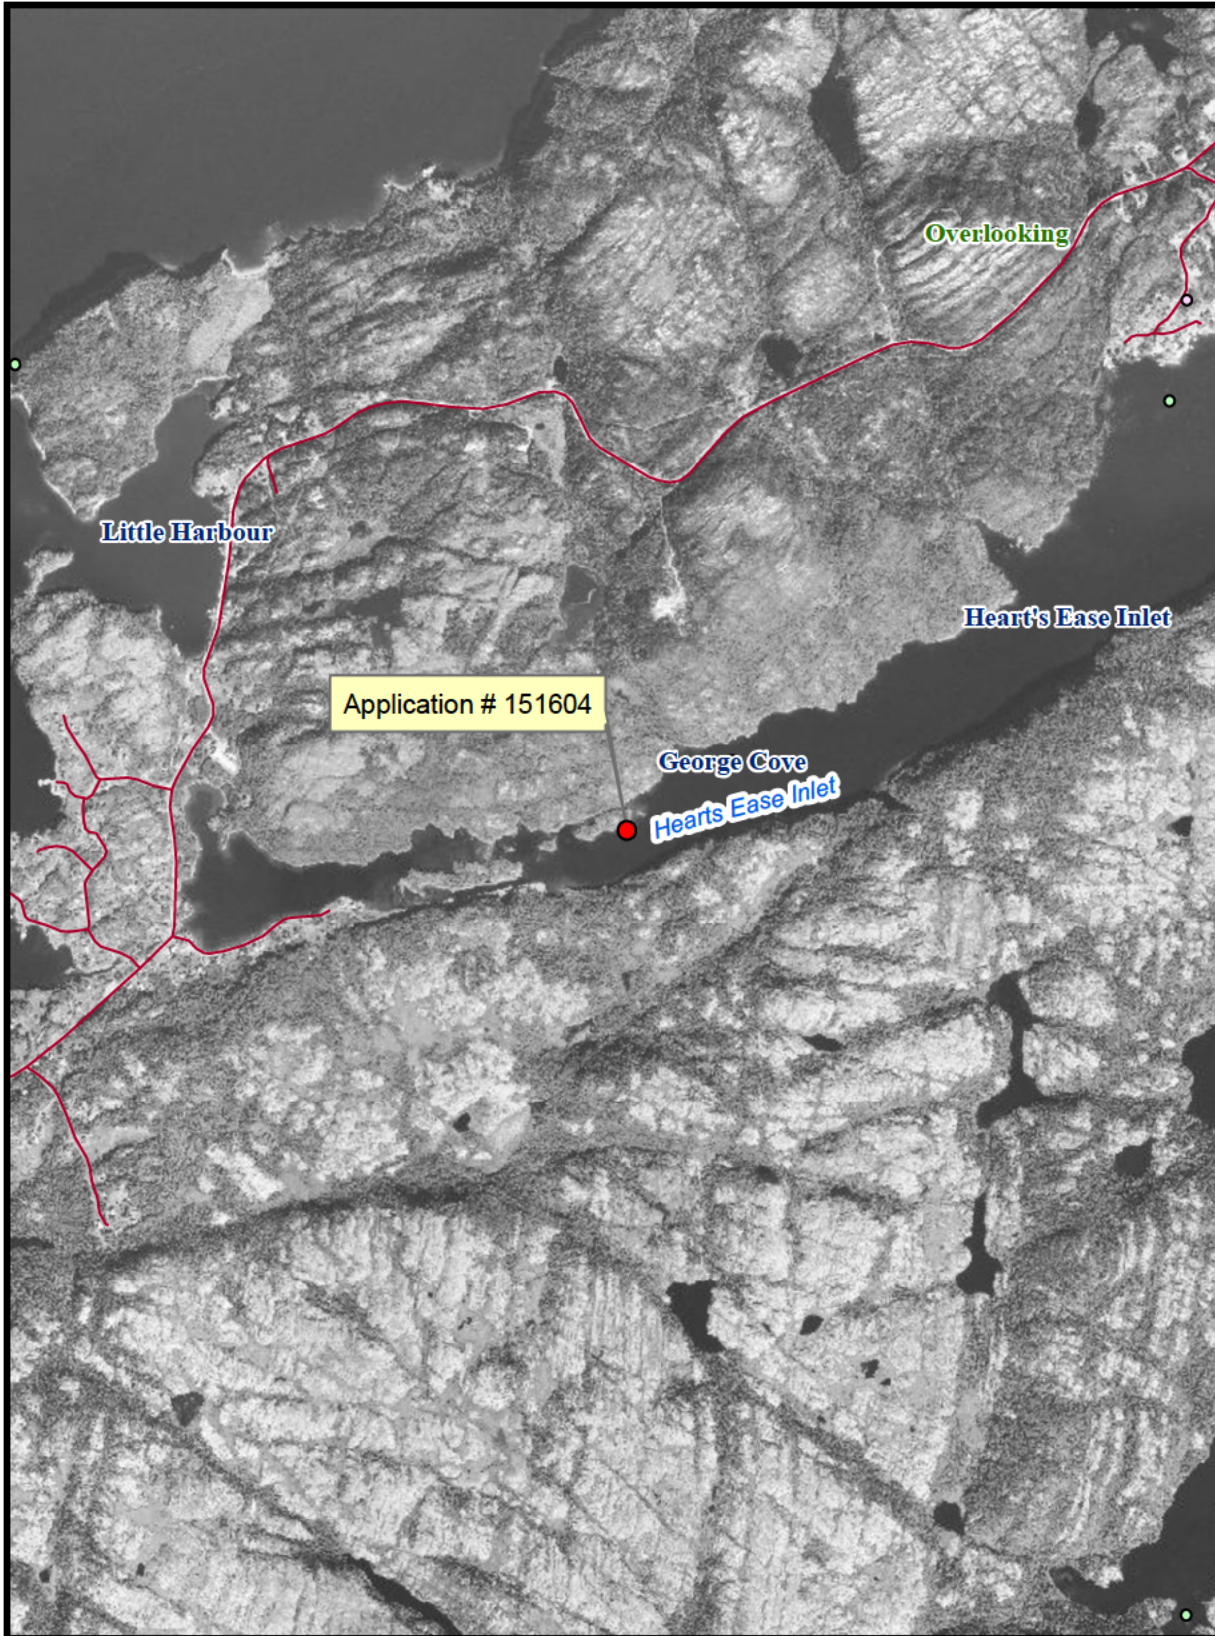 Overlooking
Little Harbour
Heart's Ease Inlet
Application # 151604
George Cove
Hearts Ease Inlet